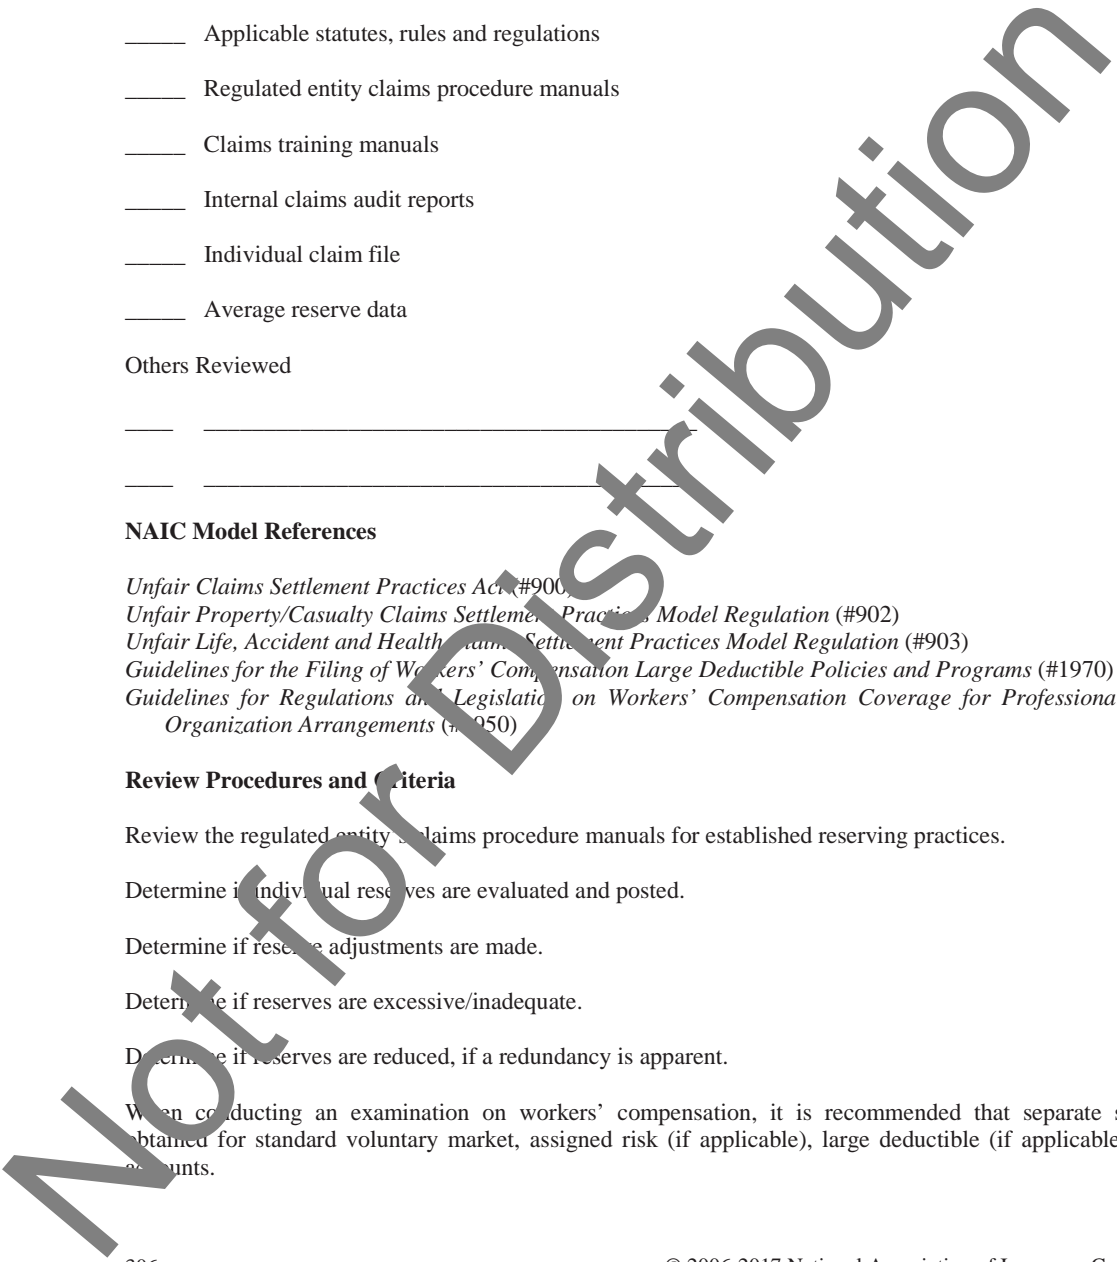 _____ Applicable statutes, rules and regulations
_____ Regulated entity claims procedure manuals
_____ Claims training manuals
_____ Internal claims audit reports
_____ Individual claim file
_____ Average reserve data
Others Reviewed
____ _________________________________________
____ _________________________________________
NAIC Model References
Unfair Claims Settlement Practices Act (#900)
Unfair Property/Casualty Claims Settlement Practices Model Regulation (#902)
Unfair Life, Accident and Health Claims Settlement Practices Model Regulation (#903)
Guidelines for the Filing of Workers' Compensation Large Deductible Policies and Programs (#1970)
Guidelines for Regulations and Legislation on Workers' Compensation Coverage for Professiona
Organization Arrangements
Review Procedures and Criteria
Review the regulated entity's claims procedure manuals for established reserving practices.
Determine if individual reserves are evaluated and posted.
Determine if reserve adjustments are made.
Determine if reserves are excessive/inadequate.
Determine if reserves are reduced, if a redundancy is apparent.
When conducting an examination on workers' compensation, it is recommended that separate s
obtained for standard voluntary market, assigned risk (if applicable), large deductible (if applicable
accounts.
Not for Distribution